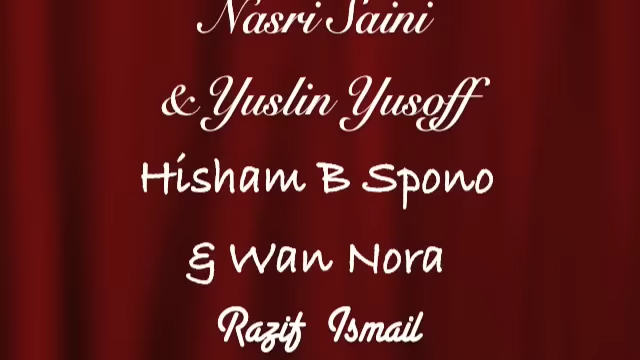 Nasri Saini
& Yuslin Yusoff
Hisham B Spono
& Wan Nora
Razif Ismail